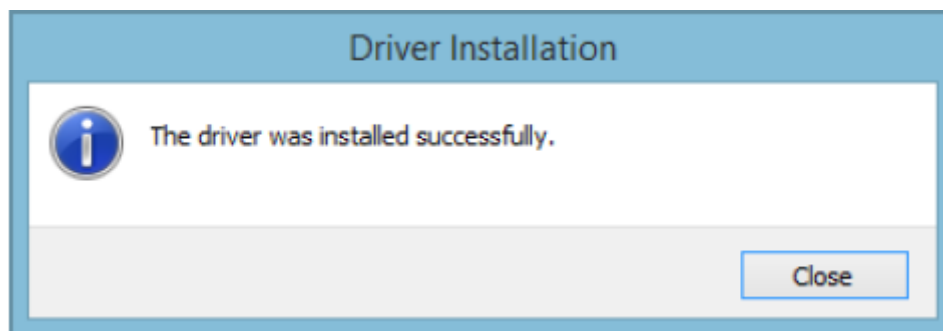 Driver Installation
The driver was installed successfully.
Close